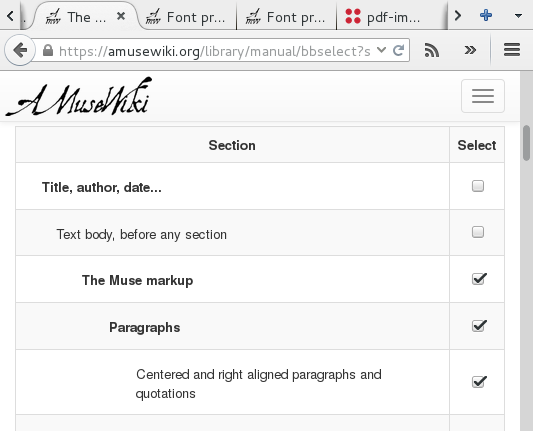 The ...
Font pr...
Font pr...
pdf-im...
https://amusewiki.org/library/manual/bbselect?s
AMuseWiki
Section Select
Title, author, date...
Text body, before any section
The Muse markup
Paragraphs
Centered and right aligned paragraphs and
quotations